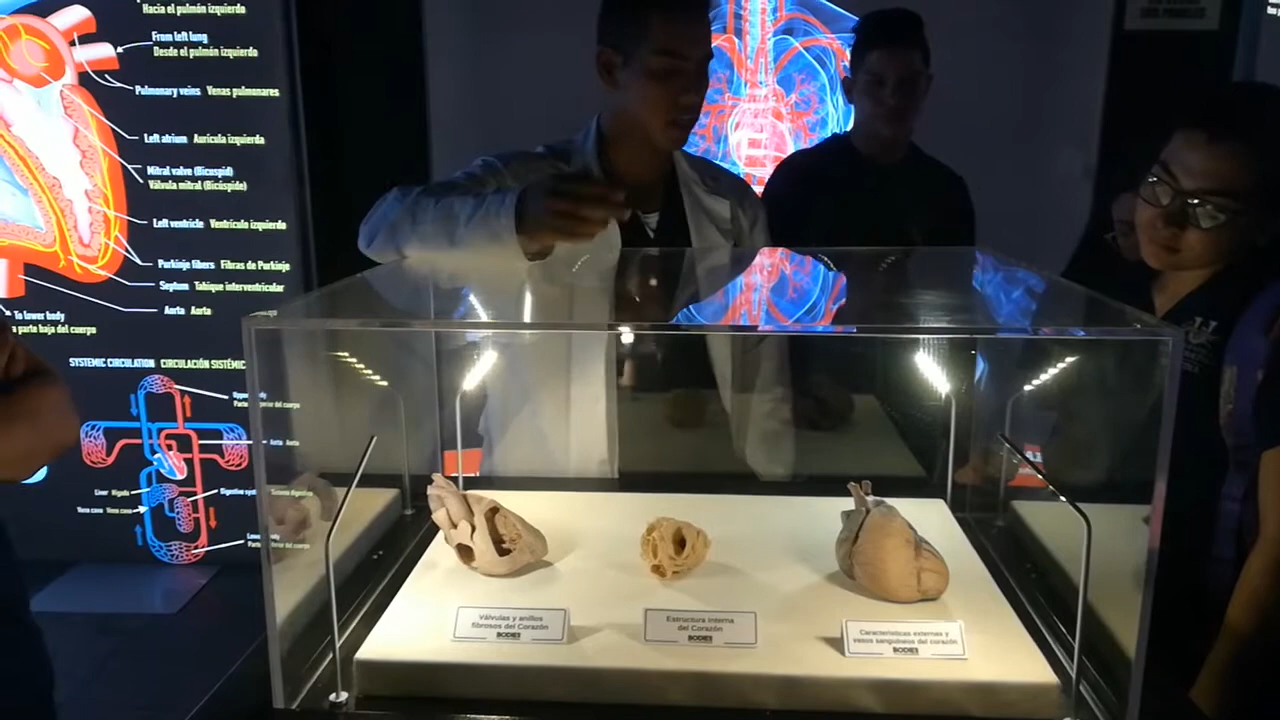 Hacia el pulmón izquierdo
From left lung
Desde el pulmón izquierdo
Pulmonary veins Venas pulmonares
Left atrium Aurícula izquierda
Mitral valve (Bicuspid)
Válvula mitral (Bicúspide)
Left ventricle Ventrículo izquierdo
Purkinje fibers Fibras de Purkinje
Septum Tabique interventricular
Aorta Aorta
To lower body
parte baja del cuerpo
SYSTEMIC CIRCULATION CIRCULACIÓN SISTÉMIC
Aorta Aorta
Liver Hígado
Vena cava Vena cava
Válvulas y anillos
fibrosos del Corazón
BODIES
Estructura interna
del Corazón
BODIES
Características externas y
vasos sanguíneos del corazón
BODIES